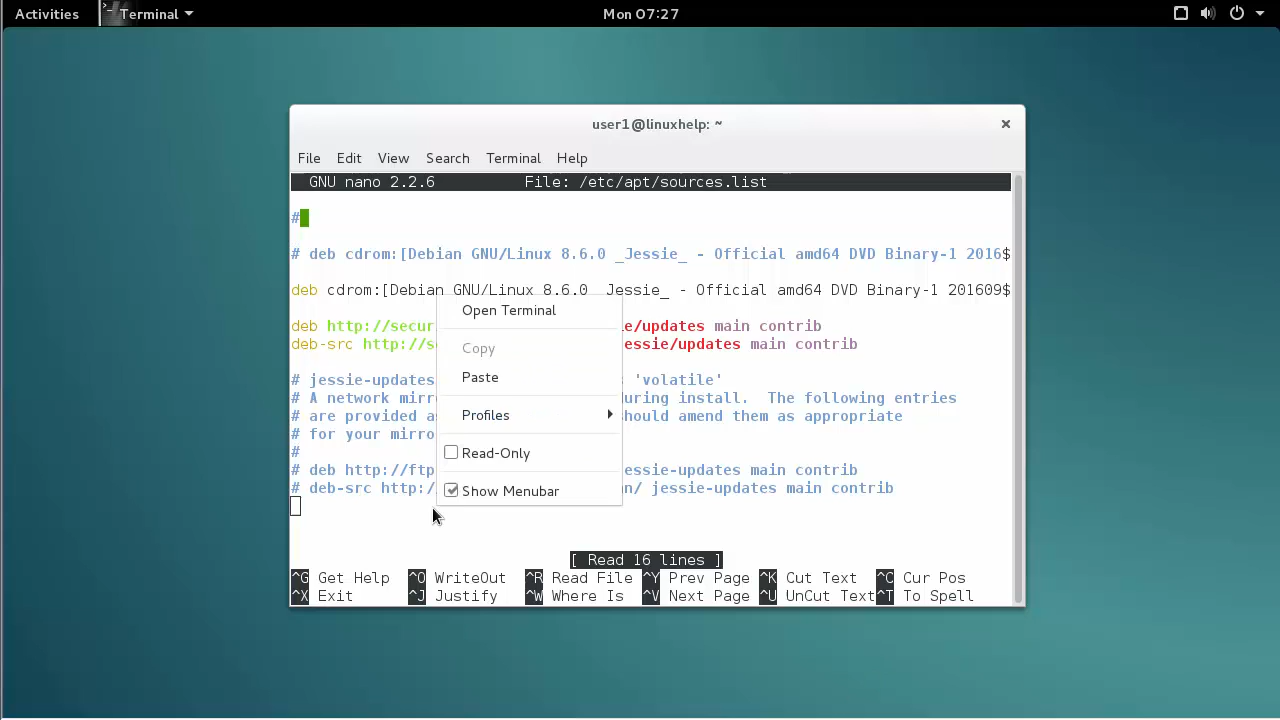 Activities Terminal Mon 07:27
user1@linuxhelp: ~
File Edit View Search Terminal Help
GNU nano 2.2.6 File: /etc/apt/sources.list
#
# deb cdrom:[Debian GNU/Linux 8.6.0 _Jessie_ - Official amd64 DVD Binary-1 2016$
deb cdrom:[Debian GNU/Linux 8.6.0 _Jessie_ - Official amd64 DVD Binary-1 201609$
deb http://secur e/updates main contrib
deb-src http://s essie/updates main contrib
# jessie-updates 'volatile'
# A network mirr uring install. The following entries
# are provided a hould amend them as appropriate
# for your mirro
#
# deb http://ftp essie-updates main contrib
# deb-src http:/ n/ jessie-updates main contrib
Open Terminal
Copy
Paste
Profiles
Read-Only
Show Menubar
[ Read 16 lines ]
^G Get Help ^O WriteOut ^R Read File ^Y Prev Page ^K Cut Text ^C Cur Pos
^X Exit ^J Justify ^W Where Is ^V Next Page ^U UnCut Text ^T To Spell